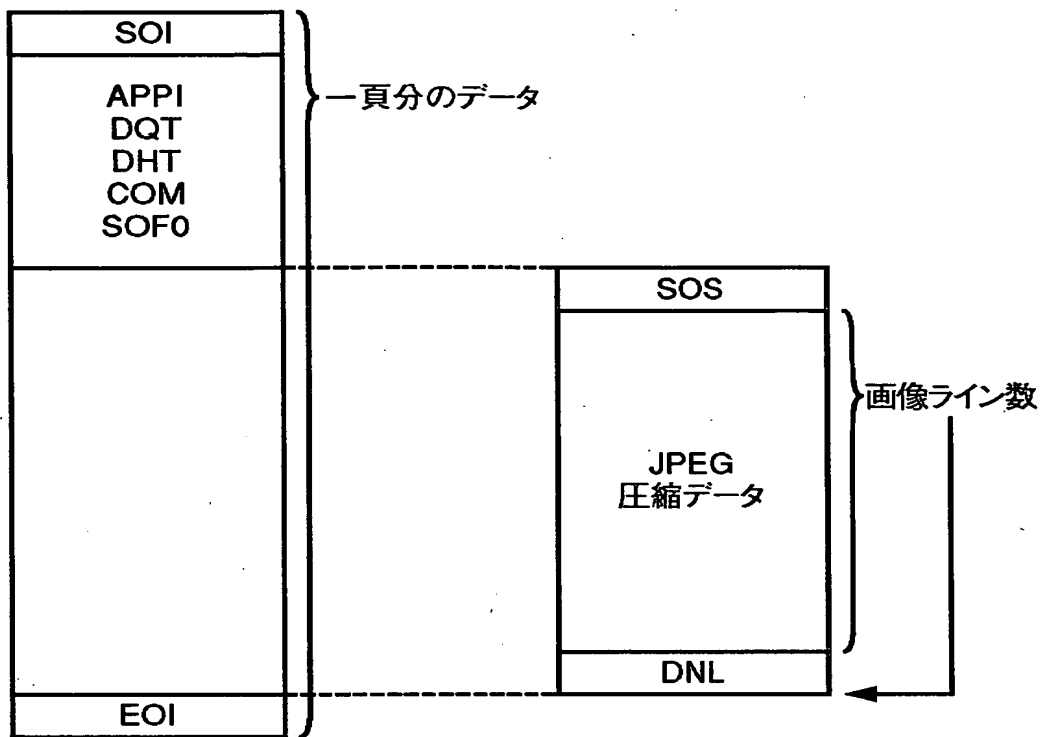 SOI
APPI
DQT
DHT
COM
SOF0
一頁分のデータ
SOS
画像ライン数
JPEG
圧縮データ
DNL
EOI